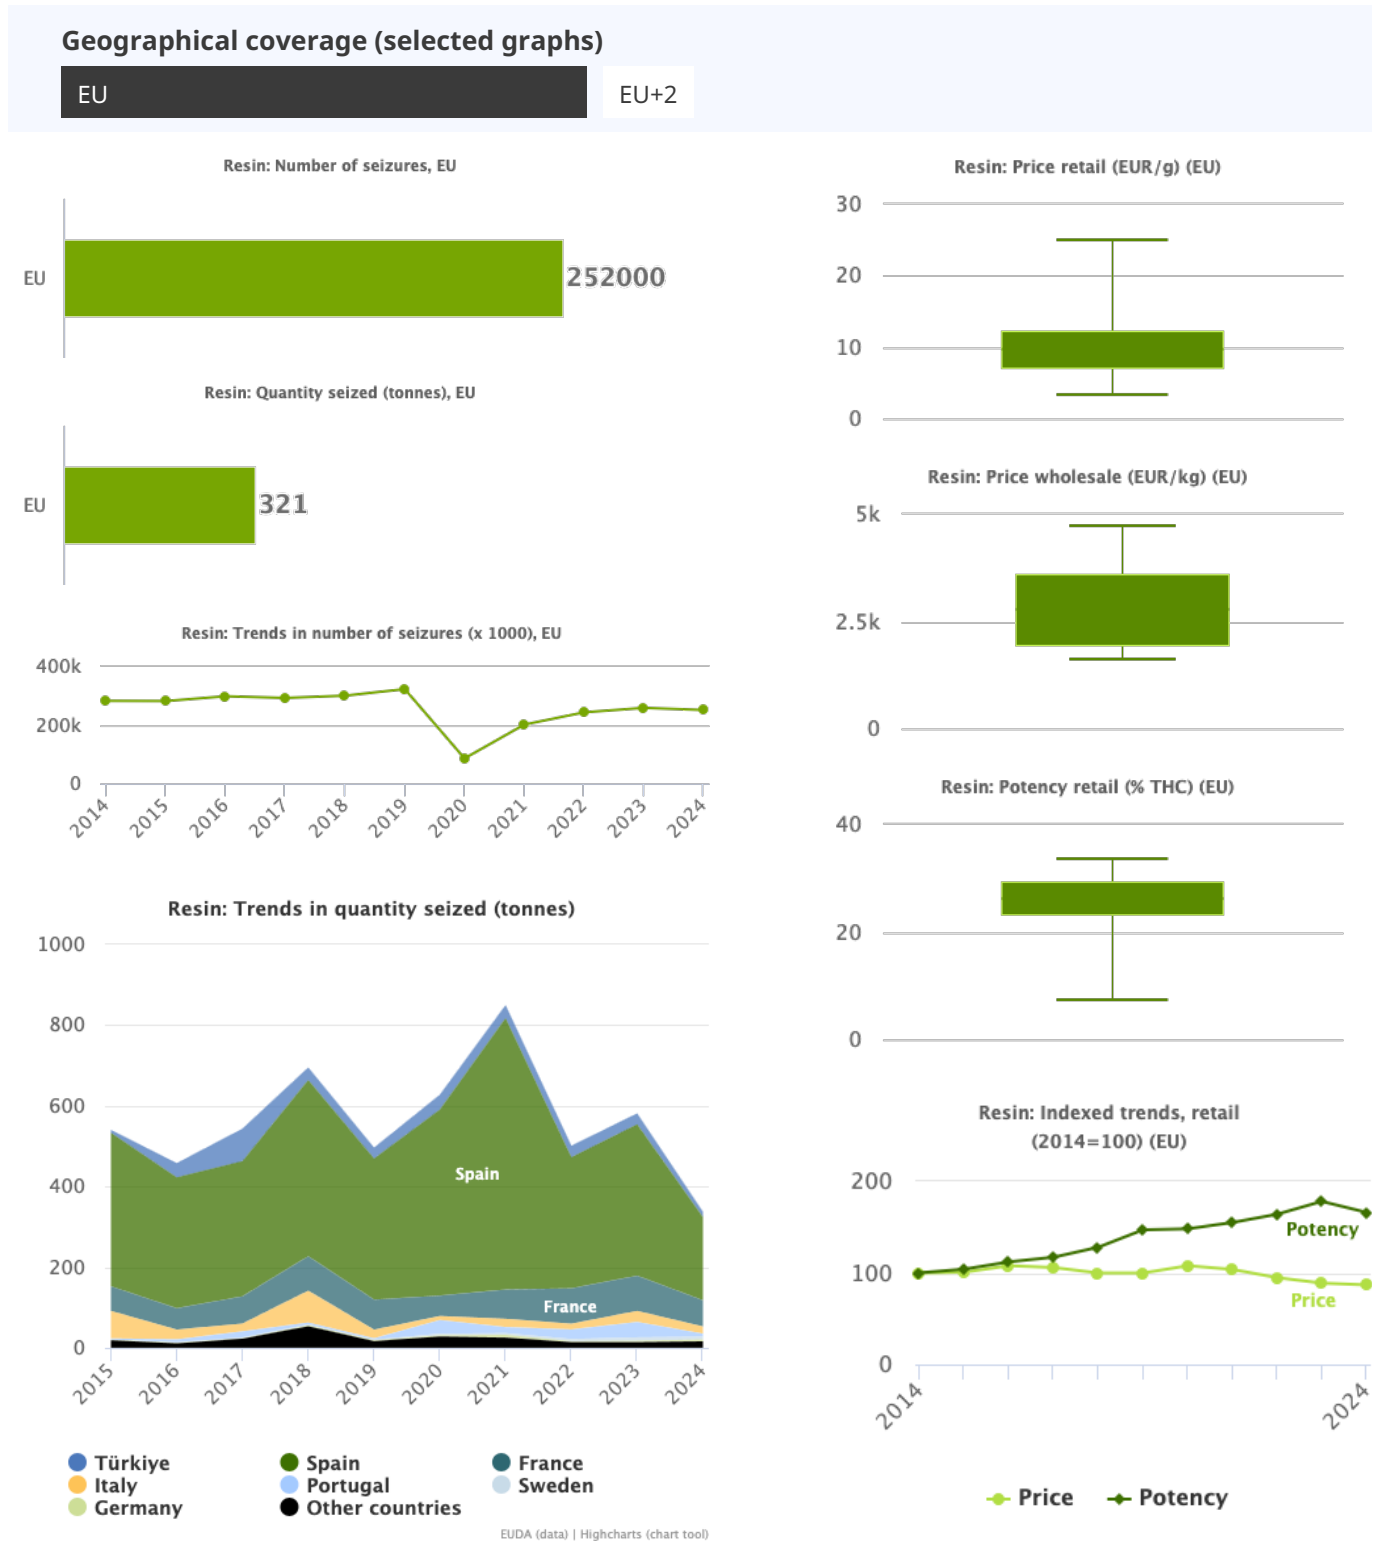 Geographical coverage (selected graphs)
EU
EU+2
Resin: Number of seizures, EU
EU
252000
Resin: Quantity seized (tonnes), EU
EU
321
Resin: Trends in number of seizures (x 1000), EU
400k
200k
0
2014
2015
2016
2017
2018
2019
2020
2021
2022
2023
2024
Resin: Trends in quantity seized (tonnes)
1000
800
600
400
200
0
Spain
France
2015
2016
2017
2018
2019
2020
2021
2022
2023
2024
Türkiye
Spain
France
Italy
Portugal
Sweden
Germany
Other countries
EUDA (data) | Highcharts (chart tool)
Resin: Price retail (EUR/g) (EU)
30
20
10
0
Resin: Price wholesale (EUR/kg) (EU)
5k
2.5k
0
Resin: Potency retail (% THC) (EU)
40
20
0
Resin: Indexed trends, retail
(2014=100) (EU)
200
100
0
Potency
Price
2014
2024
Price
Potency